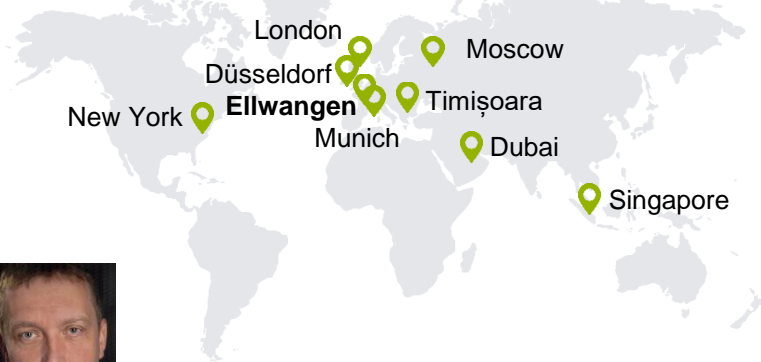 London
Moscow
Düsseldorf
Ellwangen
Timișoara
New York
Munich
Dubai
Singapore